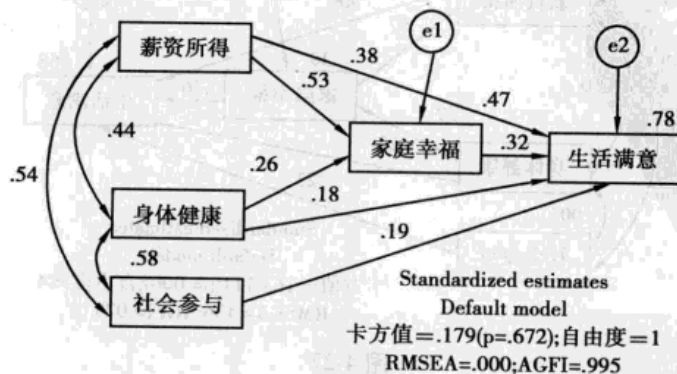 薪资所得
e1
e2
.38
.53
.47
.78
.44
家庭幸福
.32
生活满意
.54
.26
.18
身体健康
.19
.58
社会参与
Standardized estimates
Default model
卡方值=.179(p=.672);自由度=1
RMSEA=.000;AGFI=.995